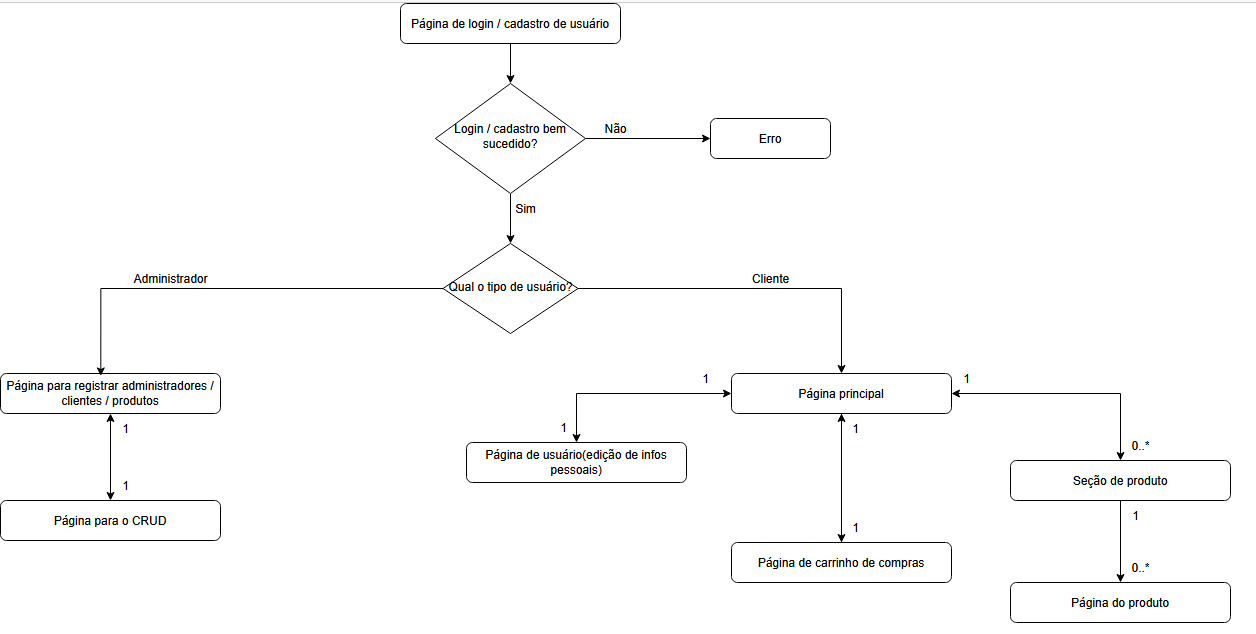 Página de login / cadastro de usuário
Login / cadastro bem
sucedido?
Não
Erro
Sim
Administrador
Qual o tipo de usuário?
Cliente
Página para registrar administradores /
clientes / produtos
1
1
Página para o CRUD
1
1
Página de usuário(edição de infos
pessoais)
Página principal
1
1
Página de carrinho de compras
1
0..*
Seção de produto
1
0..*
Página do produto